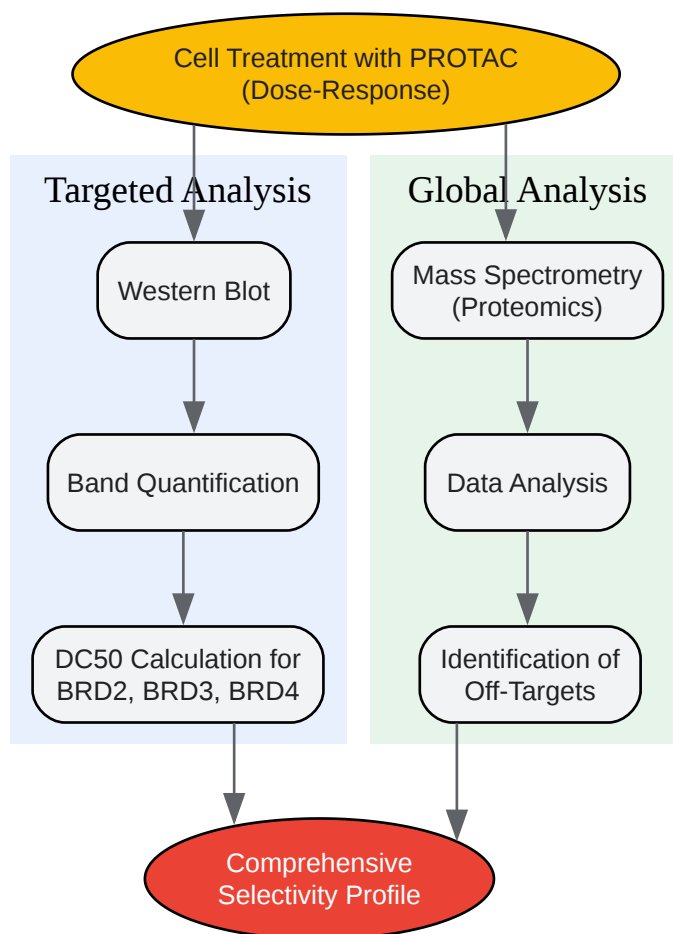 Cell Treatment with PROTAC
(Dose-Response)
Targeted Analysis
Western Blot
Band Quantification
DC50 Calculation for
BRD2, BRD3, BRD4
Global Analysis
Mass Spectrometry
(Proteomics)
Data Analysis
Identification of
Off-Targets
Comprehensive
Selectivity Profile